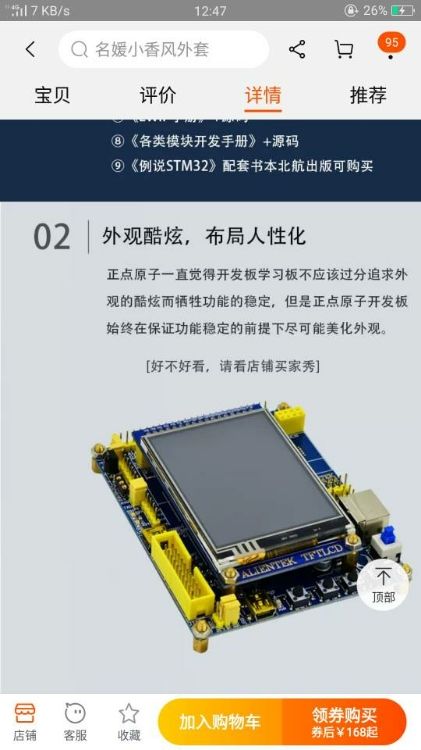 7 KB/s
12:47
26%
名媛小香风外套
95
宝贝
评价
详情
推荐
⑧《各类模块开发手册》+源码
⑨《例说STM32》配套书本北航出版可购买
02
外观酷炫，布局人性化
正点原子一直觉得开发板学习板不应该过分追求外
观的酷炫而牺牲功能的稳定，但是正点原子开发板
始终在保证功能稳定的前提下尽可能美化外观。
[好不好看，请看店铺买家秀]
ALIENTEK TFTLCD
顶部
店铺
客服
收藏
加入购物车
领券购买
券后￥168起